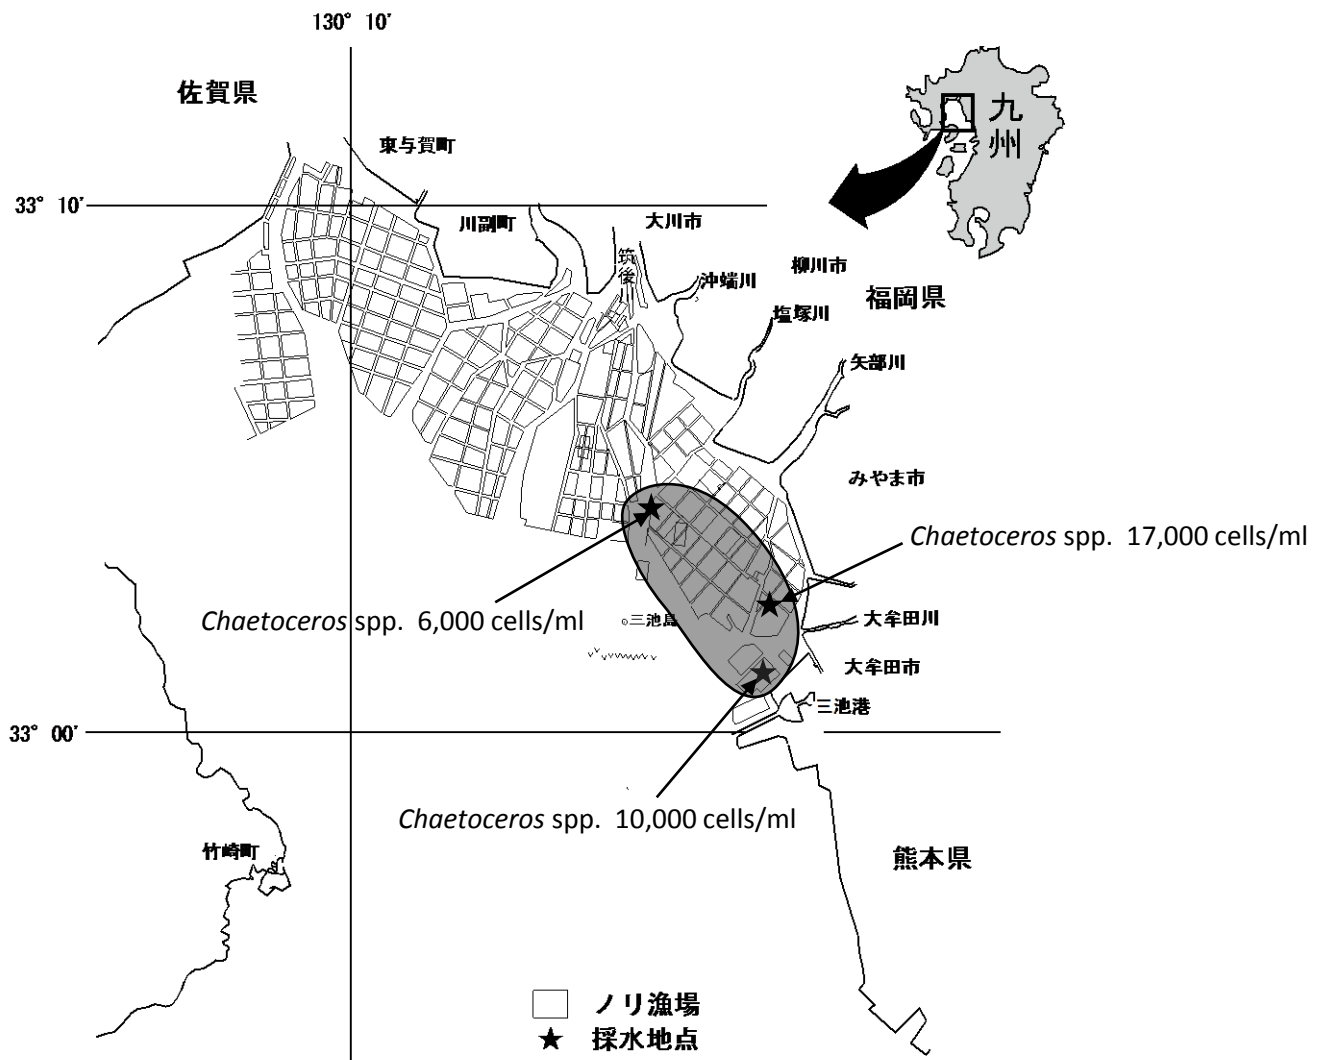 130° 10'
佐賀県
東与賀町
九州
33° 10'
川副町
大川市
筑後
沖端川
柳川市
福岡県
塩塚川
矢部川
みやま市
Chaetoceros spp. 17,000 cells/ml
Chaetoceros spp. 6,000 cells/ml
三池島
大牟田川
大牟田市
三池港
33° 00'
Chaetoceros spp. 10,000 cells/ml
竹崎町
熊本県
ノリ漁場
採水地点